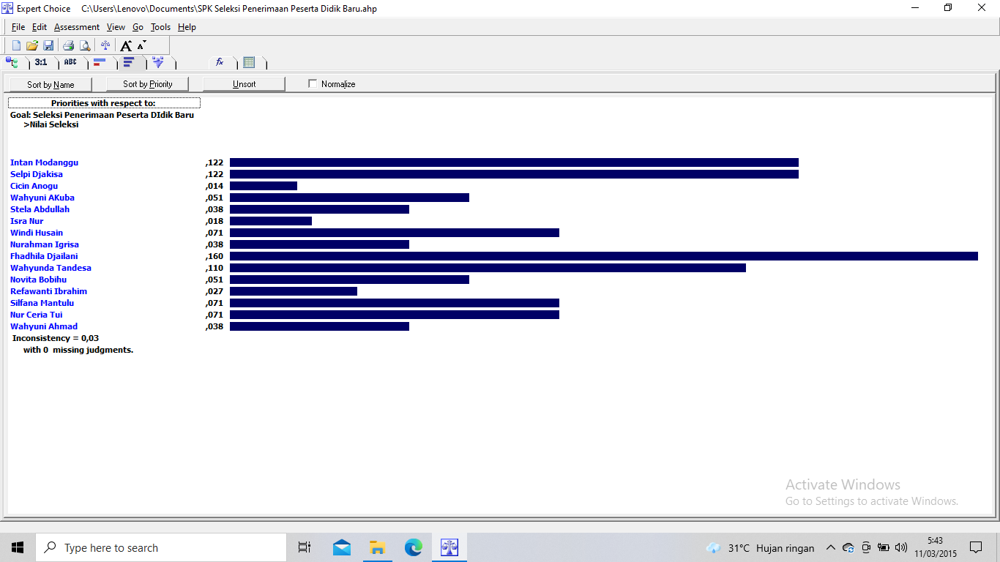 Expert Choice C:\Users\Lenovo\Documents\SPK Seleksi Penerimaan Peserta Didik Baru.ahp
File Edit Assessment View Go Tools Help
A A
3:1 ABC fx
Sort by Name Sort by Priority Unsort Normalize
Priorities with respect to:
Goal: Seleksi Penerimaan Peserta DIdik Baru
>Nilai Seleksi
Intan Modanggu ,122
Selpi Djakisa ,122
Cicin Anogu ,014
Wahyuni AKuba ,051
Stela Abdullah ,038
Isra Nur ,018
Windi Husain ,071
Nurahman Igrisa ,038
Fhadhila Djailani ,160
Wahyunda Tandesa ,110
Novita Bobihu ,051
Refawanti Ibrahim ,027
Silfana Mantulu ,071
Nur Ceria Tui ,071
Wahyuni Ahmad ,038
Inconsistency = 0,03
with 0 missing judgments.
Activate Windows
Go to Settings to activate Windows.
Type here to search 31°C Hujan ringan 5:43
11/03/2015